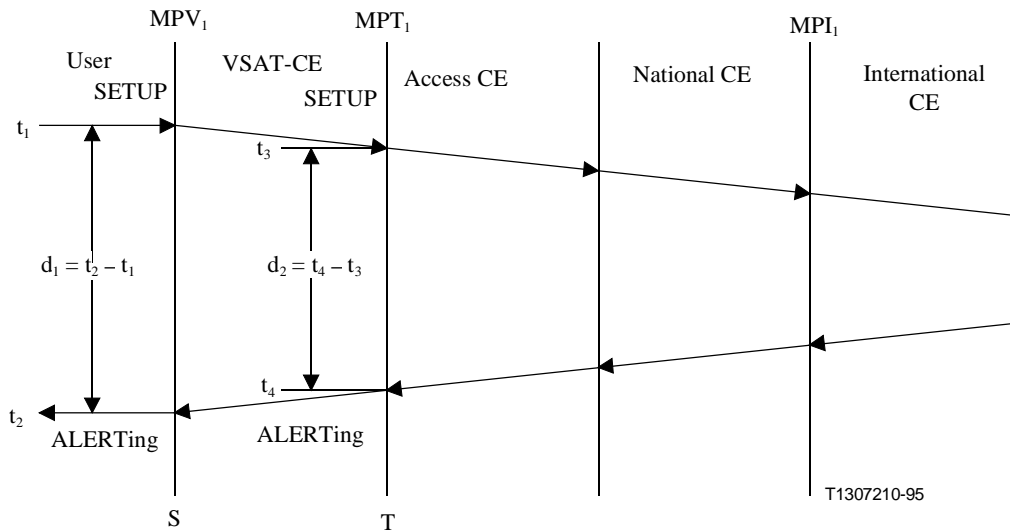 MPV₁ MPT₁ MPI₁
User VSAT-CE Access CE National CE International CE
SETUP SETUP
t₁
t₃
d₁ = t₂ – t₁ d₂ = t₄ – t₃
t₄
t₂
ALERTing ALERTing
T1307210-95
S T